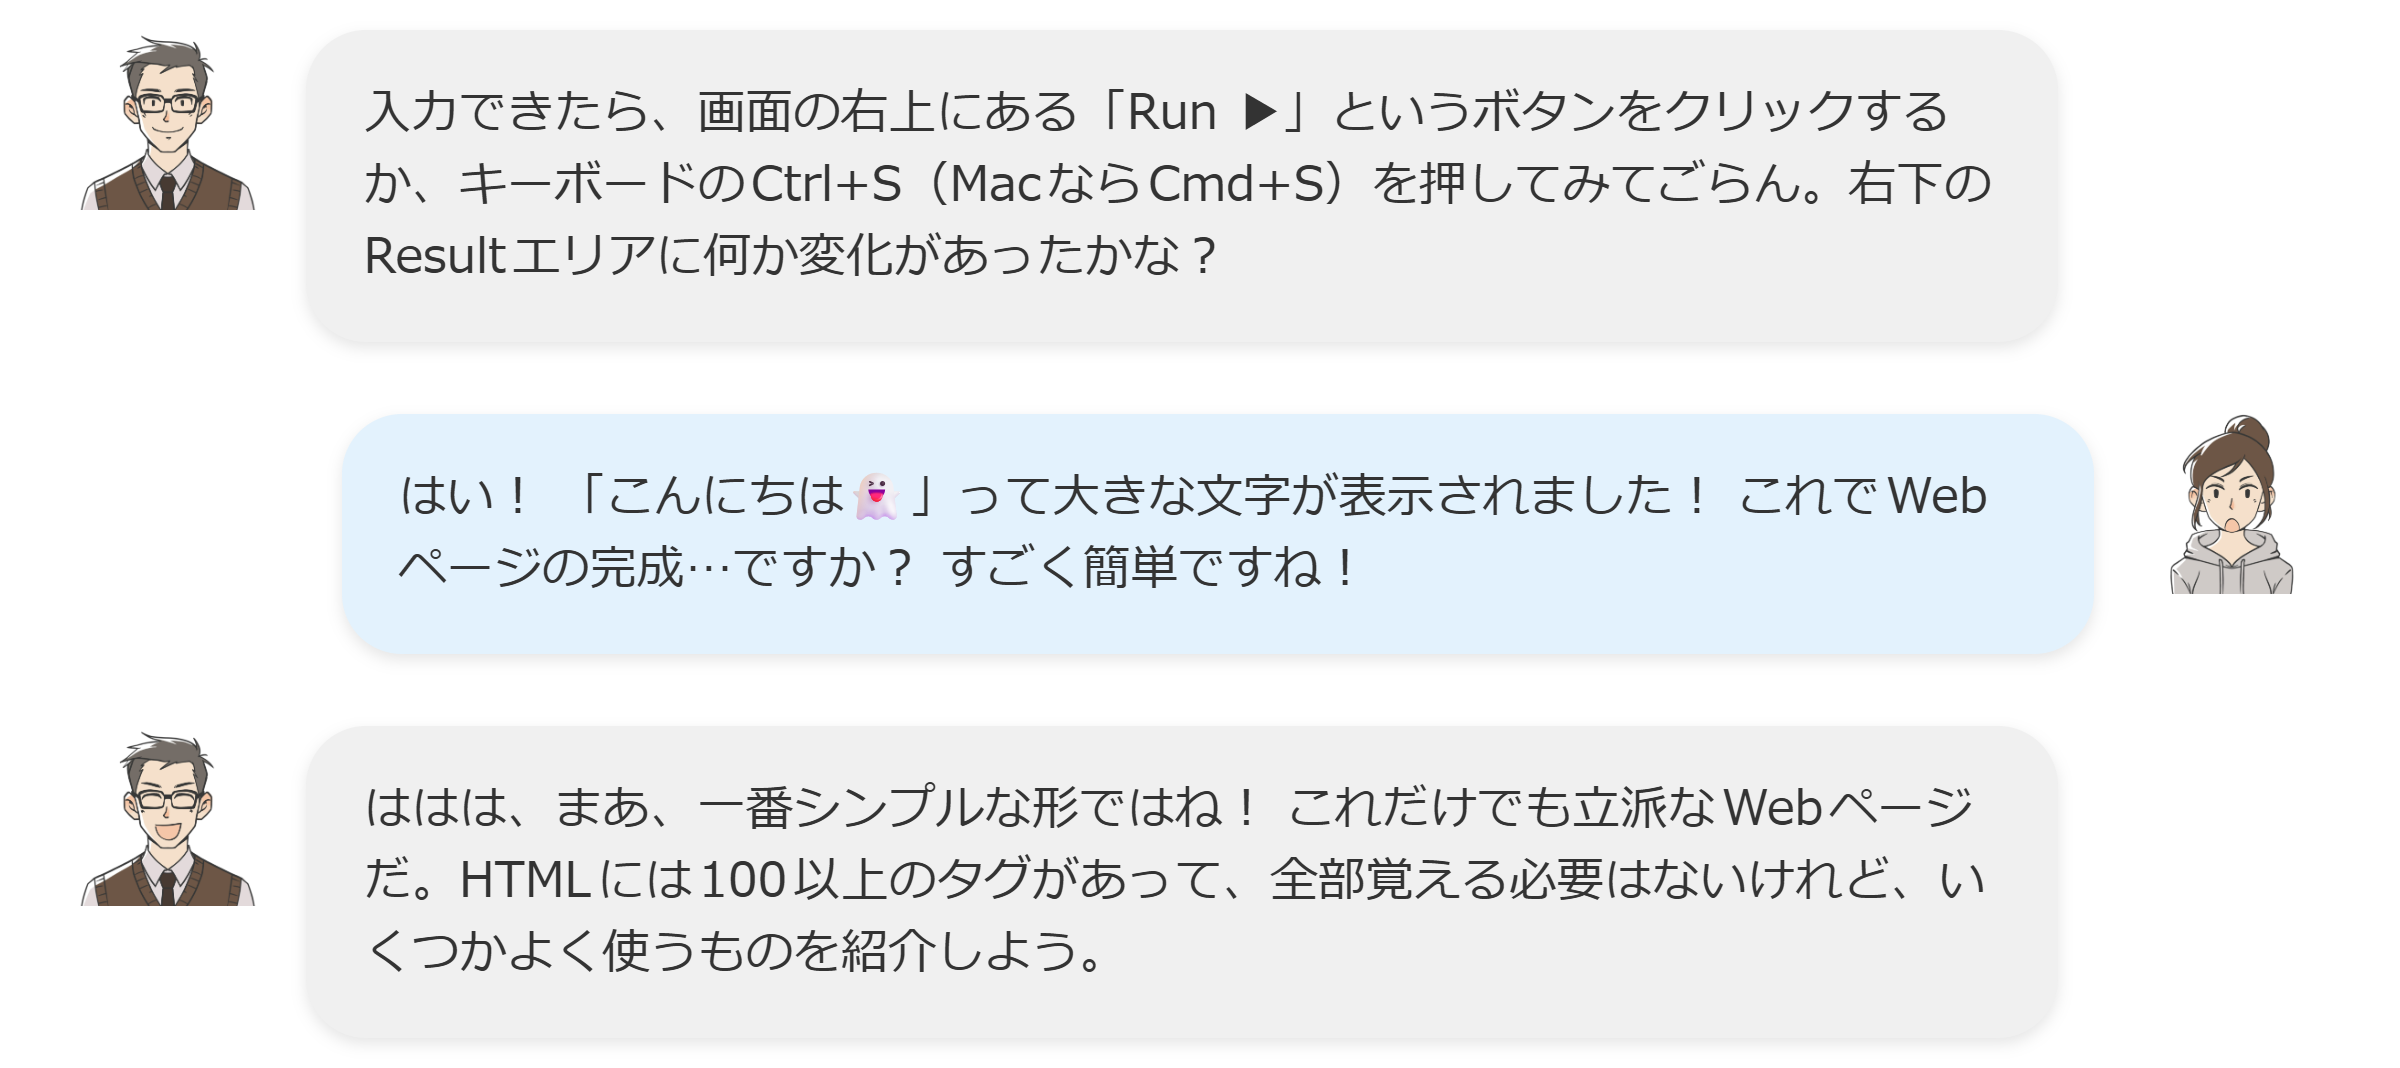 入力できたら、画面の右上にある「Run ▶」というボタンをクリックする
か、キーボードのCtrl+S（MacならCmd+S）を押してみてごらん。右下の
Resultエリアに何か変化があったかな？
はい！ 「こんにちは👻」って大きな文字が表示されました！ これでWeb
ページの完成…ですか？ すごく簡単ですね！
ははは、まあ、一番シンプルな形ではね！ これだけでも立派なWebページ
だ。HTMLには100以上のタグがあって、全部覚える必要はないけれど、い
くつかよく使うものを紹介しよう。